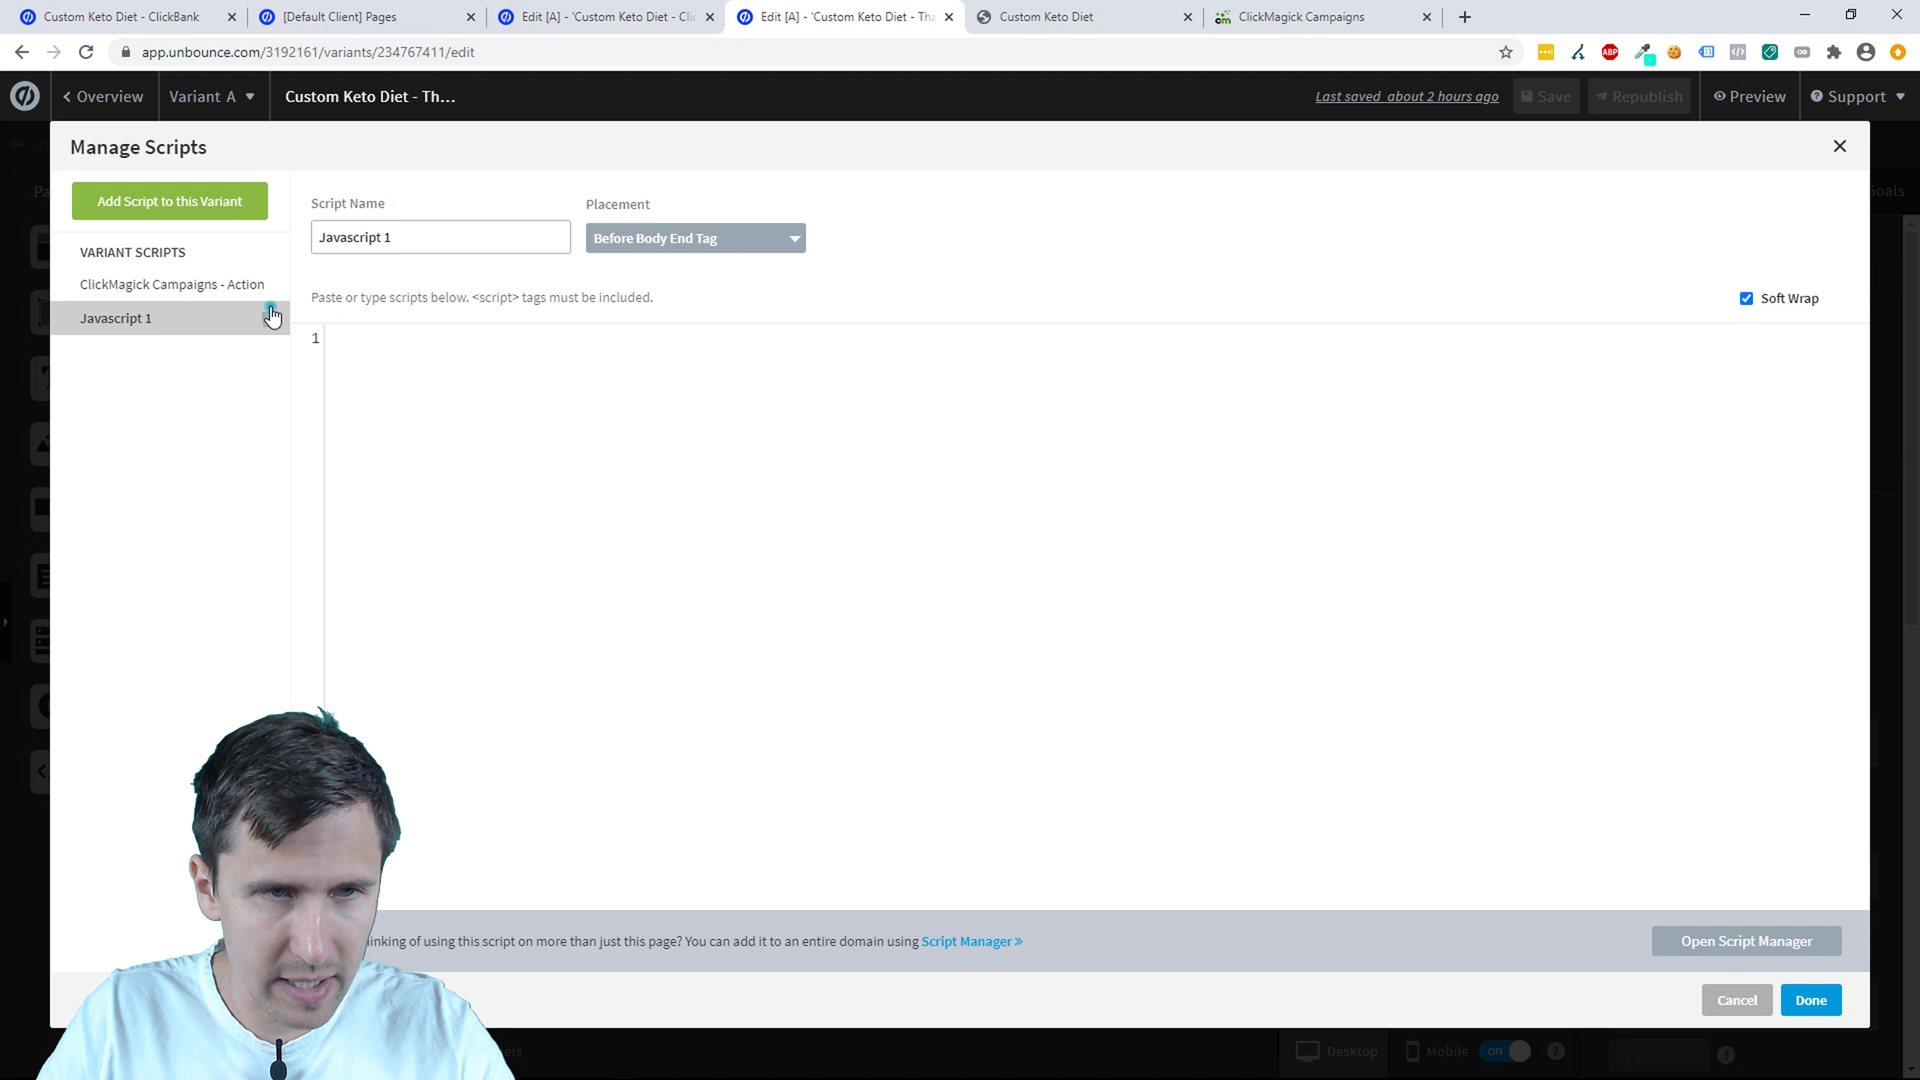 Custom Keto Diet - ClickBank
[Default Client] Pages
Edit [A] - 'Custom Keto Diet - Clic
Edit [A] - 'Custom Keto Diet - Tha
Custom Keto Diet
ClickMagick Campaigns
app.unbounce.com/3192161/variants/234767411/edit
ABP
Overview
Variant A
Custom Keto Diet - Th...
Last saved about 2 hours ago
Save
Republish
Preview
Support
Manage Scripts
Add Script to this Variant
Script Name
Placement
Javascript 1
Before Body End Tag
VARIANT SCRIPTS
ClickMagick Campaigns - Action
Javascript 1
Paste or type scripts below. <script> tags must be included.
Soft Wrap
1
inking of using this script on more than just this page? You can add it to an entire domain using Script Manager »
Open Script Manager
Cancel
Done
Desktop
Mobile
on